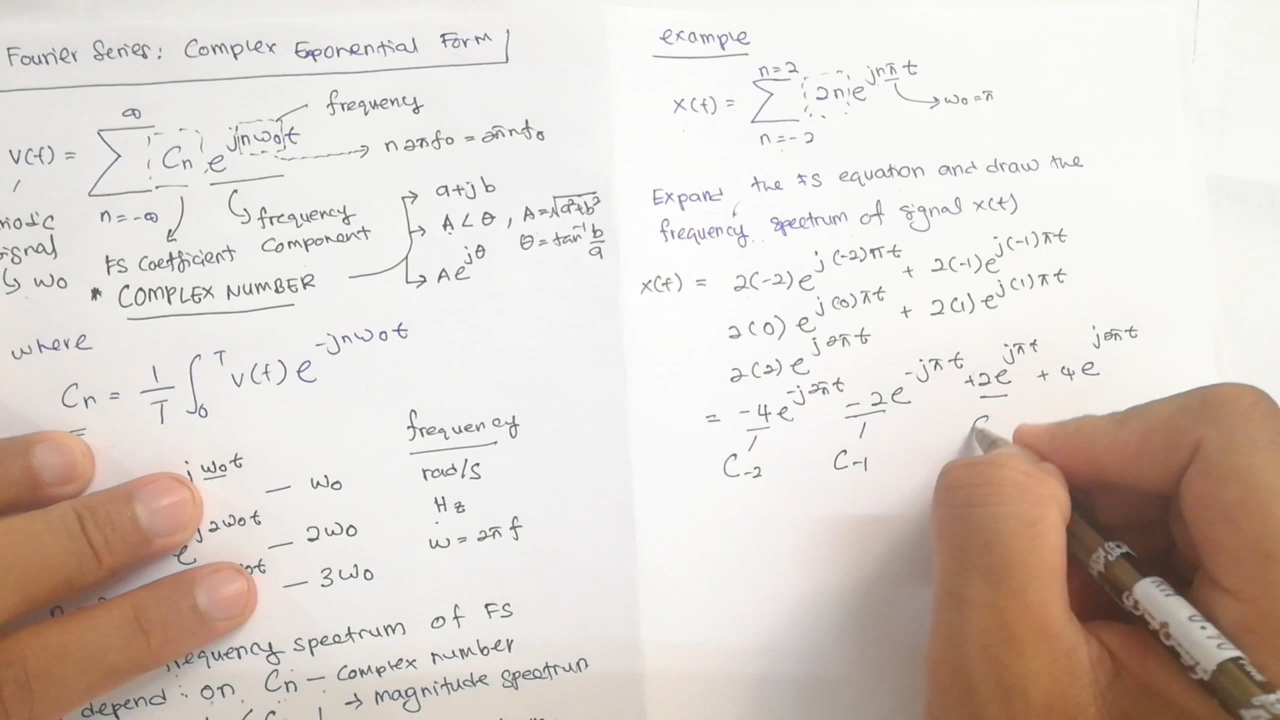 Fourier Series: Complex Exponential Form
∞
frequency
v(t) = ∑ Cn e^jnω0t
n2πf0 = 2πnf0
n=-∞
frequency Component
FS Coefficient
* COMPLEX NUMBER
a+jb
A∠θ, A=√a²+b²
θ=tan⁻¹ b/a
Ae^jθ
ω0
where
Cn = 1/T ∫₀ᵀ v(t) e^-jnω0t
jω0t — ω0
e^j2ω0t — 2ω0
— 3ω0
frequency
rad/s
Hz
ω = 2πf
frequency spectrum of FS
depend on Cn – complex number
→ magnitude spectrum
example
n=2
x(t) = ∑ 2n e^jnπt
→ ω0=π
n=-2
Expand the FS equation and draw the
frequency spectrum of signal x(t)
x(t) = 2(-2)e^j(-2)πt + 2(-1)e^j(-1)πt
2(0)e^j(0)πt + 2(1)e^j(1)πt
2(2)e^j2πt
= -4e^-j2πt -2e^-jπt +2e^jπt + 4e^j2πt
C-2 C-1 C